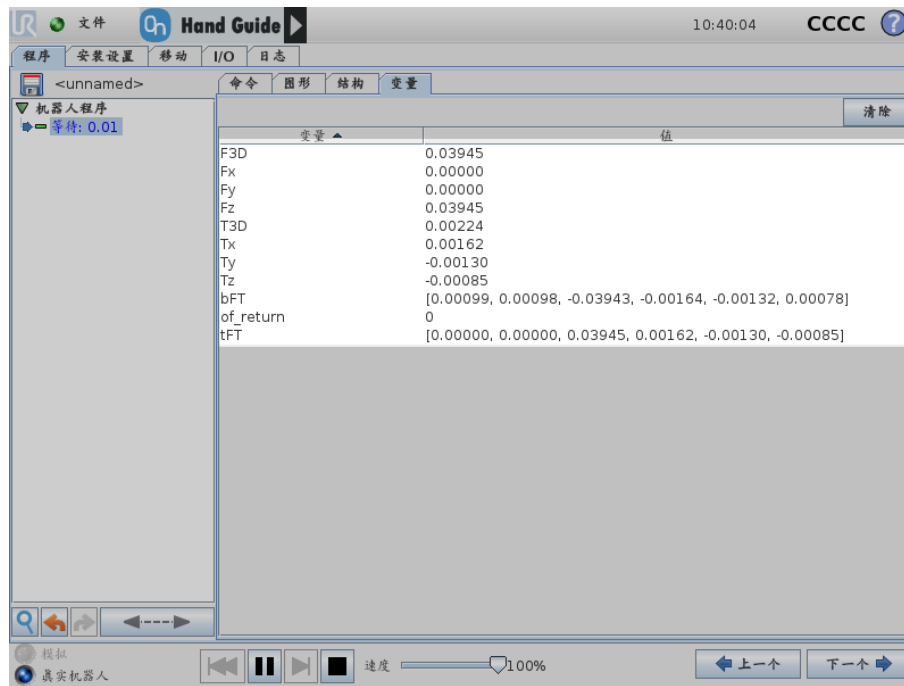 UR 文件 On Hand Guide 10:40:04 CCCC ?
程序 安装设置 移动 I/O 日志
<unnamed> 命令 图形 结构 变量
机器人程序
等待: 0.01
清除
变量 值
F3D 0.03945
Fx 0.00000
Fy 0.00000
Fz 0.03945
T3D 0.00224
Tx 0.00162
Ty -0.00130
Tz -0.00085
bFT [0.00099, 0.00098, -0.03943, -0.00164, -0.00132, 0.00078]
of_return 0
tFT [0.00000, 0.00000, 0.03945, 0.00162, -0.00130, -0.00085]
模拟
真实机器人
速度 100% 上一个 下一个